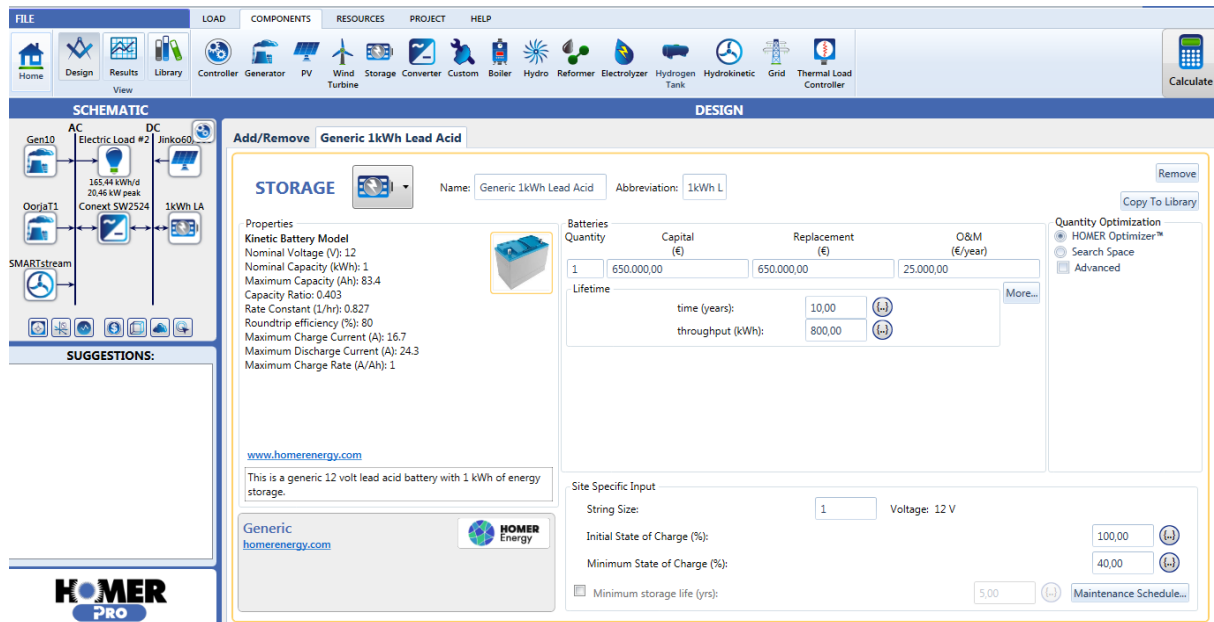 FILE
LOAD COMPONENTS RESOURCES PROJECT HELP
Home Design Results Library Controller Generator PV Wind Turbine Storage Converter Custom Boiler Hydro Reformer Electrolyzer Hydrogen Tank Hydrokinetic Grid Thermal Load Controller Calculate
View
SCHEMATIC
AC DC
Gen10 Electric Load #2 Jinko60/
165,44 kWh/d
20,46 kW peak
OorjaT1 Conext SW2524 1kWh LA
SMARTstream
SUGGESTIONS:
HOMER
PRO
DESIGN
Add/Remove Generic 1kWh Lead Acid
STORAGE
Name: Generic 1kWh Lead Acid Abbreviation: 1kWh L
Remove
Copy To Library
Properties
Kinetic Battery Model
Nominal Voltage (V): 12
Nominal Capacity (kWh): 1
Maximum Capacity (Ah): 83.4
Capacity Ratio: 0.403
Rate Constant (1/hr): 0.827
Roundtrip efficiency (%): 80
Maximum Charge Current (A): 16.7
Maximum Discharge Current (A): 24.3
Maximum Charge Rate (A/Ah): 1
www.homerenergy.com
This is a generic 12 volt lead acid battery with 1 kWh of energy
storage.
Generic
homerenergy.com
HOMER
Energy
Batteries
Quantity Capital Replacement O&M
(€) (€) (€/year)
1 650.000,00 650.000,00 25.000,00
Lifetime
More...
time (years): 10,00 {..}
throughput (kWh): 800,00 {..}
Quantity Optimization
HOMER Optimizer™
Search Space
Advanced
Site Specific Input
String Size: 1 Voltage: 12 V
Initial State of Charge (%): 100,00 {..}
Minimum State of Charge (%): 40,00 {..}
Minimum storage life (yrs): 5,00 {..} Maintenance Schedule...